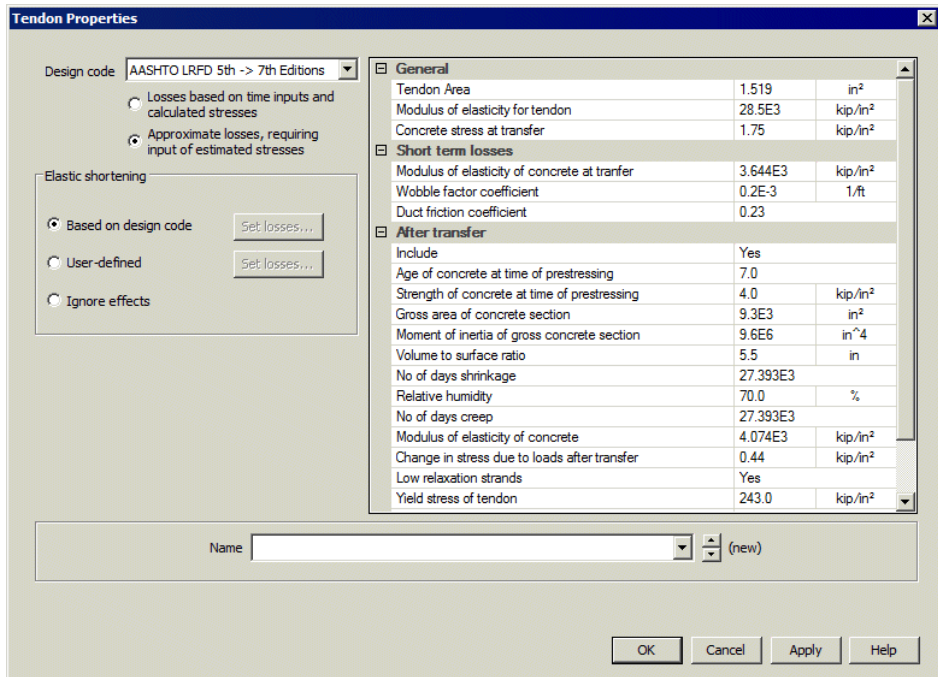 Tendon Properties
Design code AASHTO LRFD 5th -> 7th Editions
Losses based on time inputs and
calculated stresses
Approximate losses, requiring
input of estimated stresses
Elastic shortening
Based on design code Set losses...
User-defined Set losses...
Ignore effects
General
Tendon Area 1.519 in²
Modulus of elasticity for tendon 28.5E3 kip/in²
Concrete stress at transfer 1.75 kip/in²
Short term losses
Modulus of elasticity of concrete at tranfer 3.644E3 kip/in²
Wobble factor coefficient 0.2E-3 1/ft
Duct friction coefficient 0.23
After transfer
Include Yes
Age of concrete at time of prestressing 7.0
Strength of concrete at time of prestressing 4.0 kip/in²
Gross area of concrete section 9.3E3 in²
Moment of inertia of gross concrete section 9.6E6 in^4
Volume to surface ratio 5.5 in
No of days shrinkage 27.393E3
Relative humidity 70.0 %
No of days creep 27.393E3
Modulus of elasticity of concrete 4.074E3 kip/in²
Change in stress due to loads after transfer 0.44 kip/in²
Low relaxation strands Yes
Yield stress of tendon 243.0 kip/in²
Name (new)
OK Cancel Apply Help